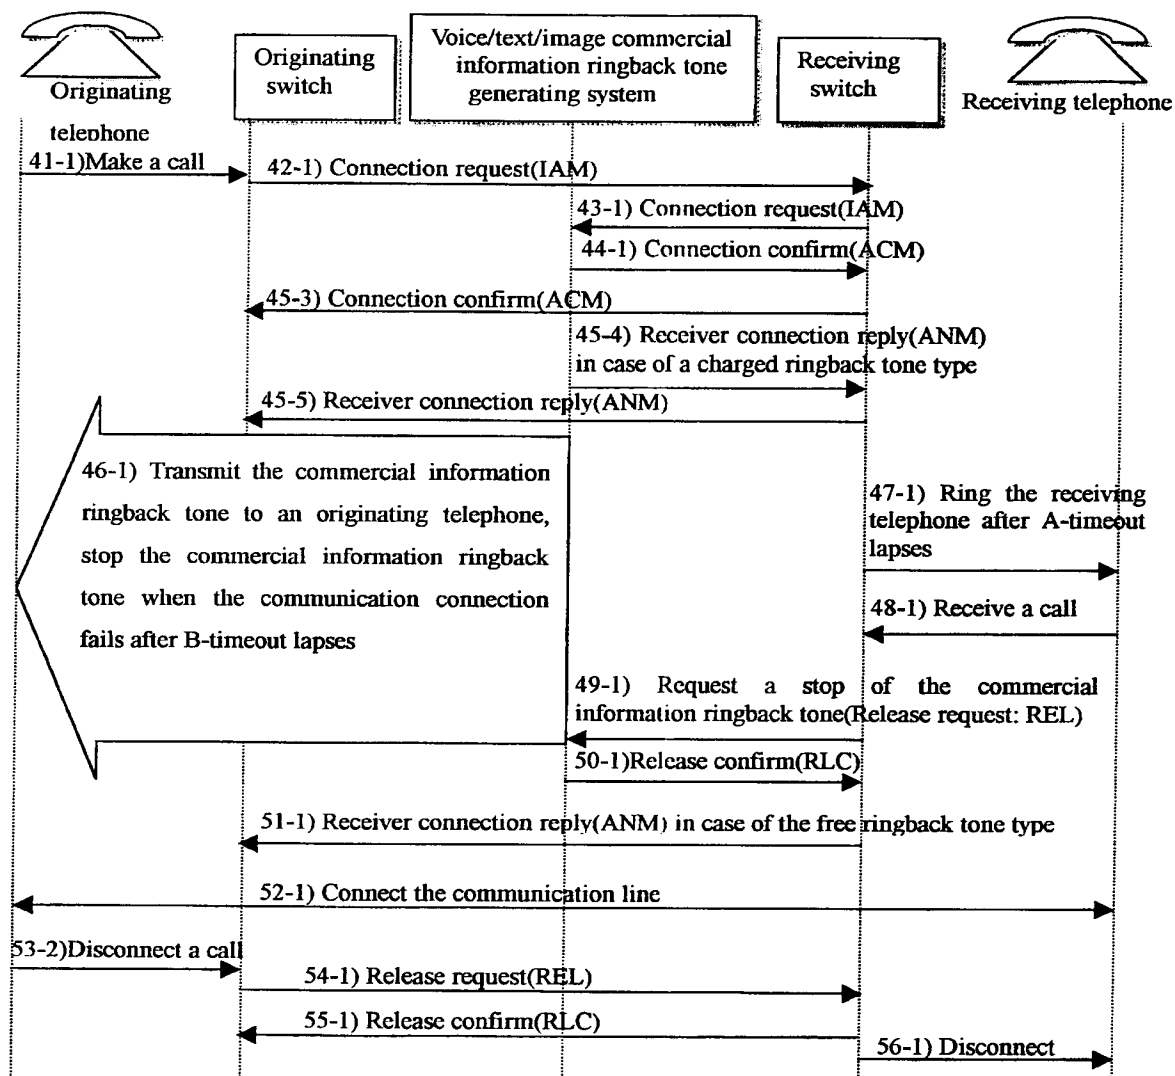 Originating
telephone
Originating
switch
Voice/text/image commercial
information ringback tone
generating system
Receiving
switch
Receiving telephone
41-1)Make a call
42-1) Connection request(IAM)
43-1) Connection request(IAM)
44-1) Connection confirm(ACM)
45-3) Connection confirm(ACM)
45-4) Receiver connection reply(ANM)
in case of a charged ringback tone type
45-5) Receiver connection reply(ANM)
46-1) Transmit the commercial information
ringback tone to an originating telephone,
stop the commercial information ringback
tone when the communication connection
fails after B-timeout lapses
47-1) Ring the receiving
telephone after A-timeout
lapses
48-1) Receive a call
49-1) Request a stop of the commercial
information ringback tone(Release request: REL)
50-1)Release confirm(RLC)
51-1) Receiver connection reply(ANM) in case of the free ringback tone type
52-1) Connect the communication line
53-2)Disconnect a call
54-1) Release request(REL)
55-1) Release confirm(RLC)
56-1) Disconnect